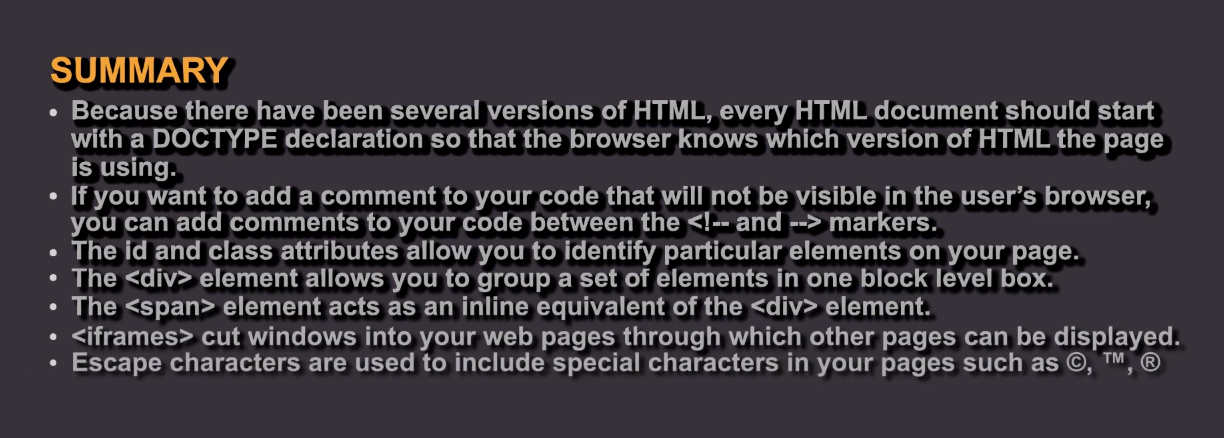 SUMMARY
• Because there have been several versions of HTML, every HTML document should start
with a DOCTYPE declaration so that the browser knows which version of HTML the page
is using.
• If you want to add a comment to your code that will not be visible in the user’s browser,
you can add comments to your code between the <!-- and --> markers.
• The id and class attributes allow you to identify particular elements on your page.
• The <div> element allows you to group a set of elements in one block level box.
• The <span> element acts as an inline equivalent of the <div> element.
• <iframes> cut windows into your web pages through which other pages can be displayed.
• Escape characters are used to include special characters in your pages such as ©, ™, ®